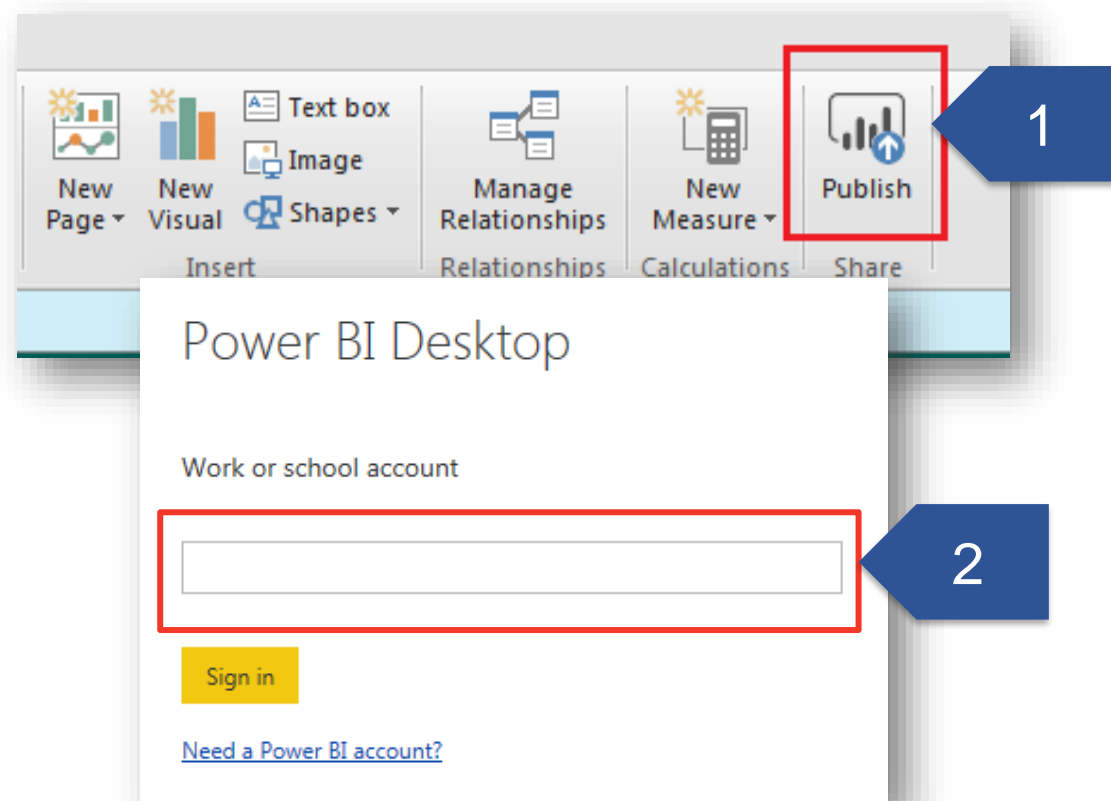 Text box
Image
Shapes
New
Page
New
Visual
Manage
Relationships
New
Measure
Publish
Insert
Relationships
Calculations
Share
1
Power BI Desktop
Work or school account
2
Sign in
Need a Power BI account?